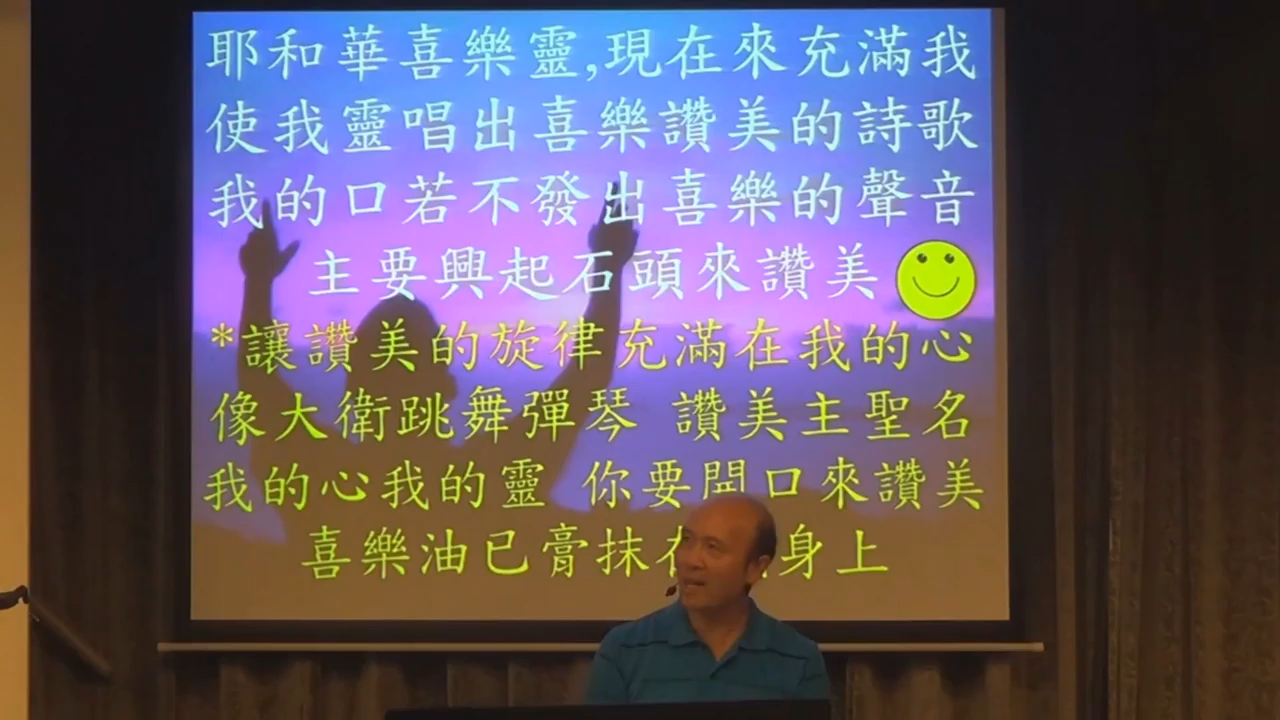 耶和華喜樂靈,現在來充滿我
使我靈唱出喜樂讚美的詩歌
我的口若不發出喜樂的聲音
主要興起石頭來讚美
*讓讚美的旋律充滿在我的心
像大衛跳舞彈琴 讚美主聖名
我的心我的靈 你要開口來讚美
喜樂油已膏抹 身上